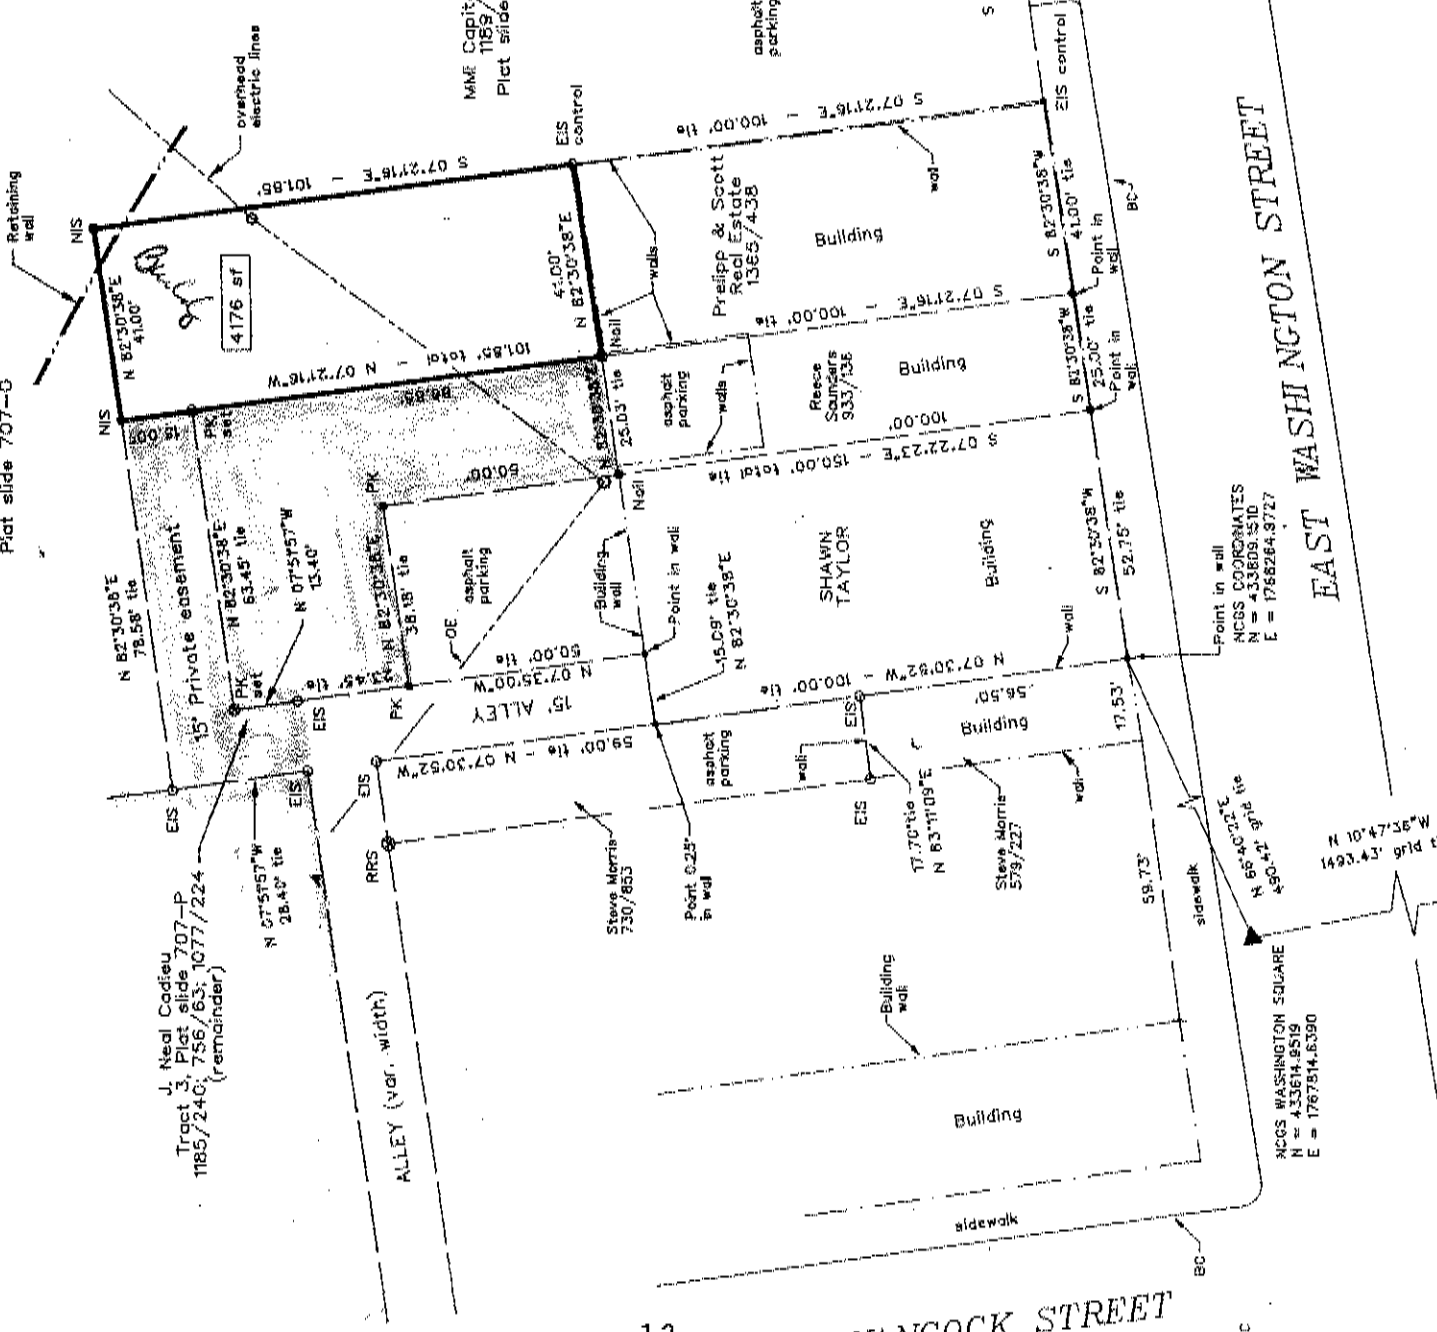 Plat slide 707-
Retaining
wall
overhead
electric lines
MMI Capit
1189/
Plat slide
asphalt
parking
S
NIS
N 82°30'38"E
41.00'
4176 sf
S 07°21'16"E - 101.85'
EIS
control
41.00'
N 82°30'38"E
N 07°21'16"W - 101.85' total
86.85'
15.00'
NIS
PK
set
Nail
S 07°21'16"E - 100.00' tie
wall
EIS control
walls
Prelipp & Scott
Real Estate
1365/438
Building
S 82°30'38"W
41.00' tie
Point in
wall
BC
S 07°21'16"E - 100.00' tie
asphalt
parking
walls
Reece
Saunders
933/136
Building
S 82°30'38"W
25.00' tie
Point in
wall
100.00'
S 07°22'23"E - 150.00' total tie
25.03' tie
Nail
N 82°30'38"E
78.58' tie
15' Private easement
N 82°30'38"E
63.45' tie
N 07°51'57"W
13.40'
PK
set
PK
50.00'
N 82°30'38"E
38.18' tie
asphalt
parking
OE
Building
wall
Point in wall
15.09' tie
N 82°30'38"E
SHAWN
TAYLOR
Building
S 82°30'38"W
52.75' tie
Point in wall
NCGS COORDINATES
E = 1768264.9727
EAST WASHINGTON STREET
EIS
EIS
EIS
PK
N 07°35'00"W
50.00' tie
15' ALLEY
59.00' tie - N 07°30'52"W
EIS
RRS
100.00' tie - N 07°30'52"W
wall
EIS
56.50'
Building
17.53'
asphalt
parking
wall
EIS
17.70' tie
N 83°11'09"E
Steve Morris
579/227
wall
Steve Morris
730/853
Point 0.25'
in wall
J. Neal Cadieu
Tract 3, Plat slide 707-P
1185/240; 756/63; 1077/224
(remainder)
N 07°51'57"W
28.40' tie
ALLEY (var. width)
59.73'
sidewalk
N 66°40'22"E
490.42' grid tie
N 10°47'36"W
1493.43' grid t
NCGS WASHINGTON SQUARE
N = 433614.9519
E = 1767814.6390
Building
wall
Building
sidewalk
BC
NCOCK STREET